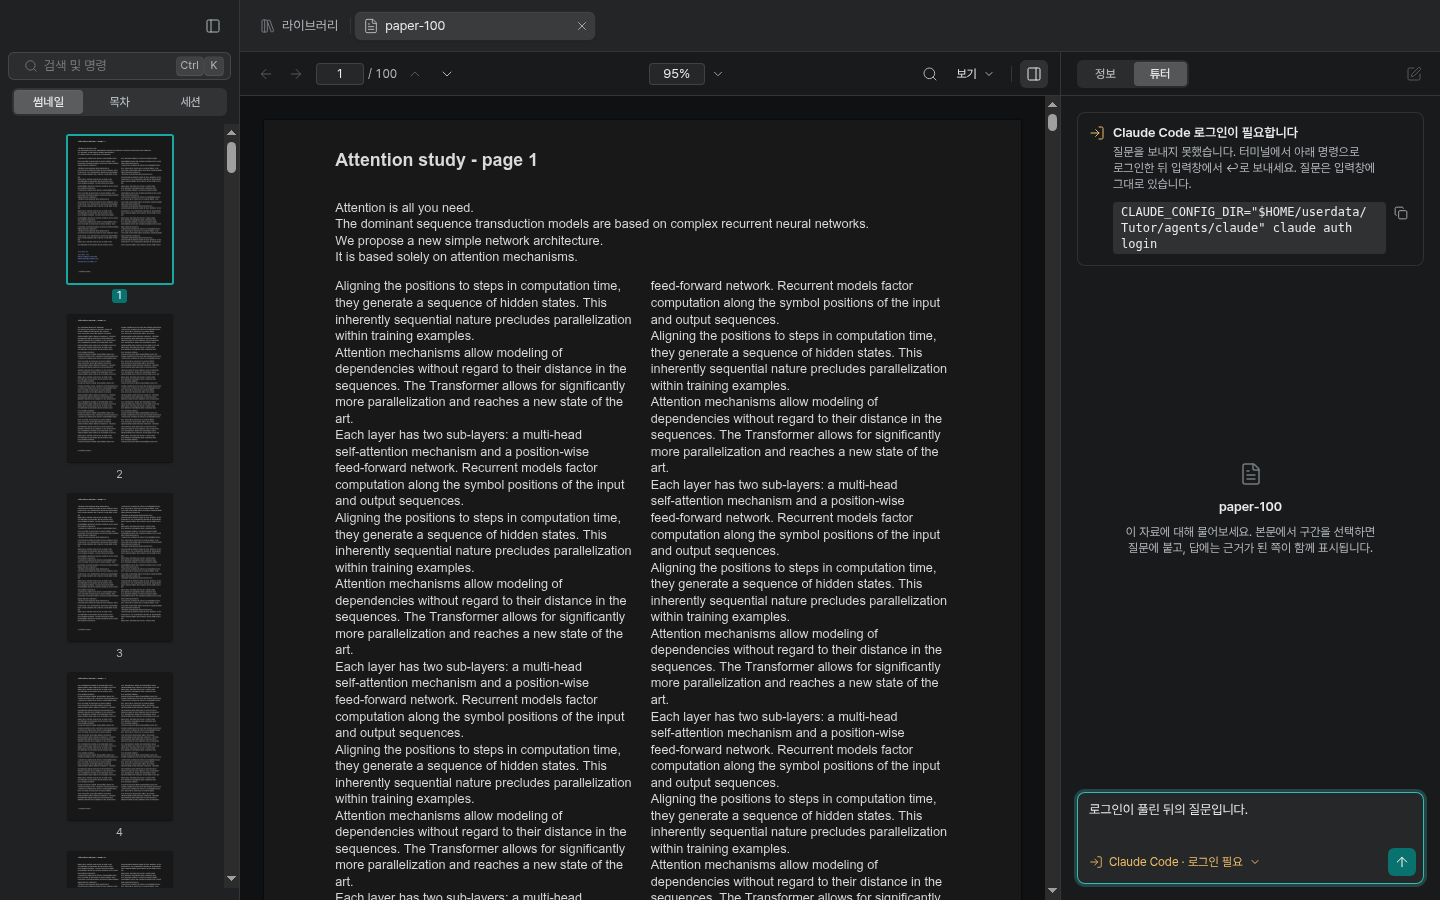 라이브러리
paper-100
검색 및 명령
Ctrl K
썸네일 목차 세션
1
2
3
4
1 / 100
95%
보기
Attention study - page 1
Attention is all you need.
The dominant sequence transduction models are based on complex recurrent neural networks.
We propose a new simple network architecture.
It is based solely on attention mechanisms.
Aligning the positions to steps in computation time,
they generate a sequence of hidden states. This
inherently sequential nature precludes parallelization
within training examples.
Attention mechanisms allow modeling of
dependencies without regard to their distance in the
sequences. The Transformer allows for significantly
more parallelization and reaches a new state of the
art.
Each layer has two sub-layers: a multi-head
self-attention mechanism and a position-wise
feed-forward network. Recurrent models factor
computation along the symbol positions of the input
and output sequences.
Aligning the positions to steps in computation time,
they generate a sequence of hidden states. This
inherently sequential nature precludes parallelization
within training examples.
Attention mechanisms allow modeling of
dependencies without regard to their distance in the
sequences. The Transformer allows for significantly
more parallelization and reaches a new state of the
art.
Each layer has two sub-layers: a multi-head
self-attention mechanism and a position-wise
feed-forward network. Recurrent models factor
computation along the symbol positions of the input
and output sequences.
Aligning the positions to steps in computation time,
they generate a sequence of hidden states. This
inherently sequential nature precludes parallelization
within training examples.
Attention mechanisms allow modeling of
dependencies without regard to their distance in the
sequences. The Transformer allows for significantly
more parallelization and reaches a new state of the
art.
Each layer has two sub-layers: a multi-head
feed-forward network. Recurrent models factor
computation along the symbol positions of the input
and output sequences.
Aligning the positions to steps in computation time,
they generate a sequence of hidden states. This
inherently sequential nature precludes parallelization
within training examples.
Attention mechanisms allow modeling of
dependencies without regard to their distance in the
sequences. The Transformer allows for significantly
more parallelization and reaches a new state of the
art.
Each layer has two sub-layers: a multi-head
self-attention mechanism and a position-wise
feed-forward network. Recurrent models factor
computation along the symbol positions of the input
and output sequences.
Aligning the positions to steps in computation time,
they generate a sequence of hidden states. This
inherently sequential nature precludes parallelization
within training examples.
Attention mechanisms allow modeling of
dependencies without regard to their distance in the
sequences. The Transformer allows for significantly
more parallelization and reaches a new state of the
art.
Each layer has two sub-layers: a multi-head
self-attention mechanism and a position-wise
feed-forward network. Recurrent models factor
computation along the symbol positions of the input
and output sequences.
Aligning the positions to steps in computation time,
they generate a sequence of hidden states. This
inherently sequential nature precludes parallelization
within training examples.
Attention mechanisms allow modeling of
dependencies without regard to their distance in the
sequences. The Transformer allows for significantly
정보 튜터
Claude Code 로그인이 필요합니다
질문을 보내지 못했습니다. 터미널에서 아래 명령으로
로그인한 뒤 입력창에서 ↩로 보내세요. 질문은 입력창에
그대로 있습니다.
CLAUDE_CONFIG_DIR="$HOME/userdata/
Tutor/agents/claude" claude auth
login
paper-100
이 자료에 대해 물어보세요. 본문에서 구간을 선택하면
질문에 붙고, 답에는 근거가 된 쪽이 함께 표시됩니다.
로그인이 풀린 뒤의 질문입니다.
Claude Code · 로그인 필요